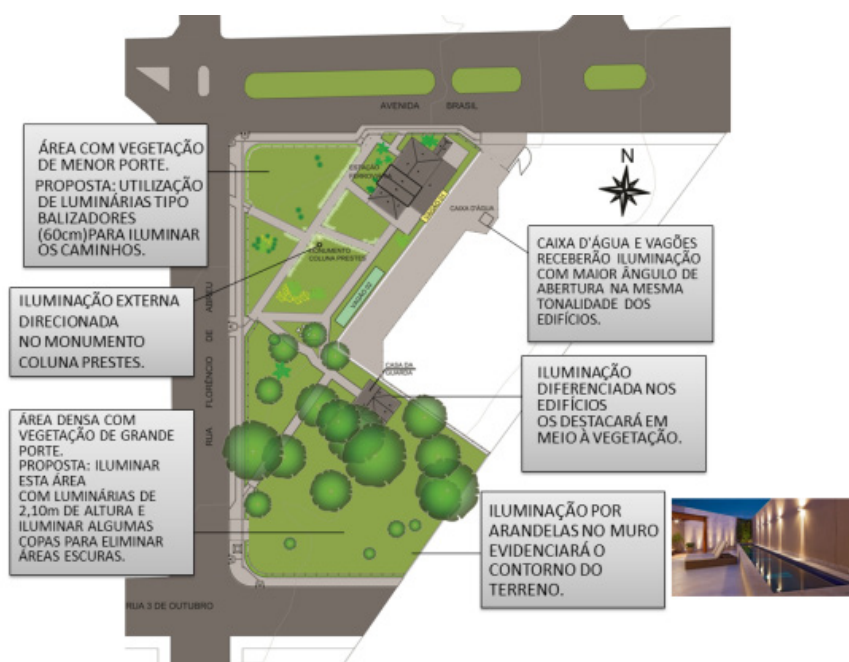 AVENIDA BRASIL
ÁREA COM VEGETAÇÃO
DE MENOR PORTE.
PROPOSTA: UTILIZAÇÃO
DE LUMINÁRIAS TIPO
BALIZADORES
(60cm)PARA ILUMINAR
OS CAMINHOS.
ESTAÇÃO
FERROVIÁRIA
N
CAIXA D'ÁGUA
CAIXA D'ÁGUA E VAGÕES
RECEBERÃO ILUMINAÇÃO
COM MAIOR ÂNGULO DE
ABERTURA NA MESMA
TONALIDADE DOS
EDIFÍCIOS.
MONUMENTO
COLUNA PRESTES
VAGÃO 02
ILUMINAÇÃO EXTERNA
DIRECIONADA
NO MONUMENTO
COLUNA PRESTES.
RUA FLORÊNCIO DE ABREU
CASA DA
GUARDA
ILUMINAÇÃO
DIFERENCIADA NOS
EDIFÍCIOS
OS DESTACARÁ EM
MEIO À VEGETAÇÃO.
ÁREA DENSA COM
VEGETAÇÃO DE GRANDE
PORTE.
PROPOSTA: ILUMINAR
ESTA ÁREA
COM LUMINÁRIAS DE
2,10m DE ALTURA E
ILUMINAR ALGUMAS
COPAS PARA ELIMINAR
ÁREAS ESCURAS.
ILUMINAÇÃO POR
ARANDELAS NO MURO
EVIDENCIARÁ O
CONTORNO DO
TERRENO.
RUA 3 DE OUTUBRO